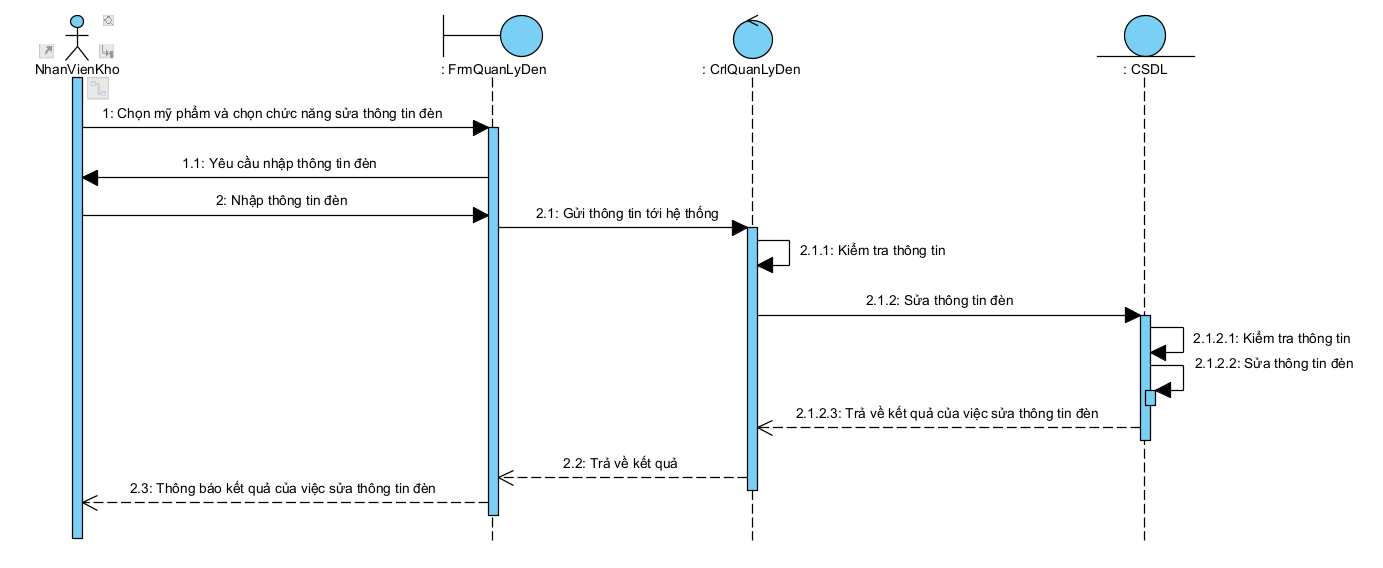 NhanVienKho
: FrmQuanLyDen
: CrlQuanLyDen
: CSDL
1: Chọn mỹ phẩm và chọn chức năng sửa thông tin đèn
1.1: Yêu cầu nhập thông tin đèn
2: Nhập thông tin đèn
2.1: Gửi thông tin tới hệ thống
2.1.1: Kiểm tra thông tin
2.1.2: Sửa thông tin đèn
2.1.2.1: Kiểm tra thông tin
2.1.2.2: Sửa thông tin đèn
2.1.2.3: Trả về kết quả của việc sửa thông tin đèn
2.2: Trả về kết quả
2.3: Thông báo kết quả của việc sửa thông tin đèn